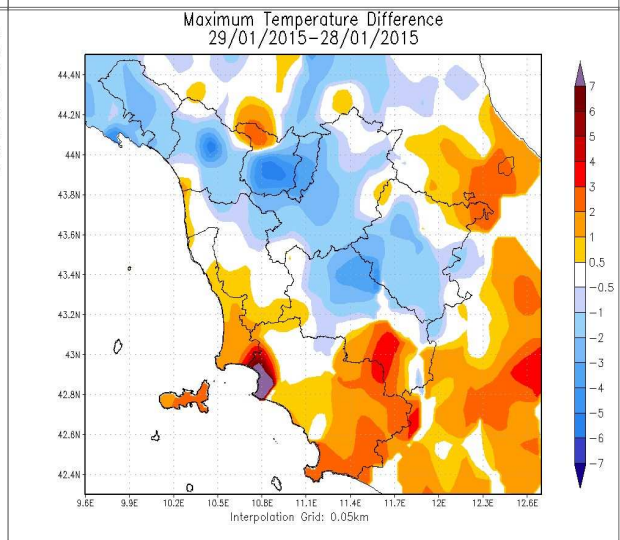 Maximum Temperature Difference
29/01/2015-28/01/2015
44.4N
44.2N
44N
43.8N
43.6N
43.4N
43.2N
43N
42.8N
42.6N
42.4N
9.6E 9.9E 10.2E 10.5E 10.8E 11.1E 11.4E 11.7E 12E 12.3E 12.6E
Interpolation Grid: 0.05km
7
6
5
4
3
2
1
0.5
-0.5
-1
-2
-3
-4
-5
-6
-7